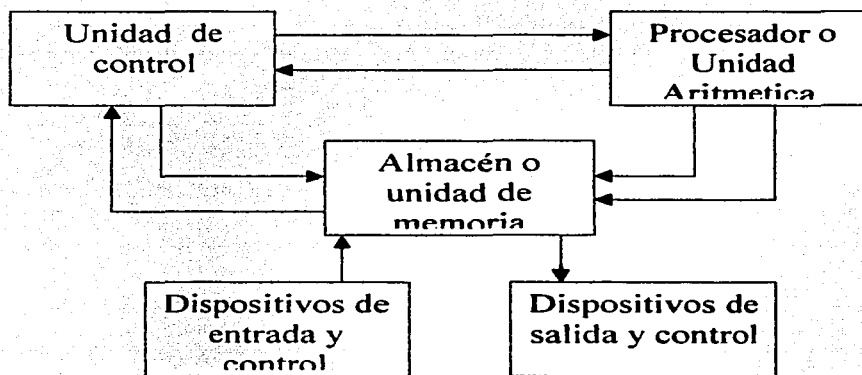 Unidad de
control
Procesador o
Unidad
Aritmetica
Almacén o
unidad de
memoria
Dispositivos de
entrada y
control
Dispositivos de
salida y control